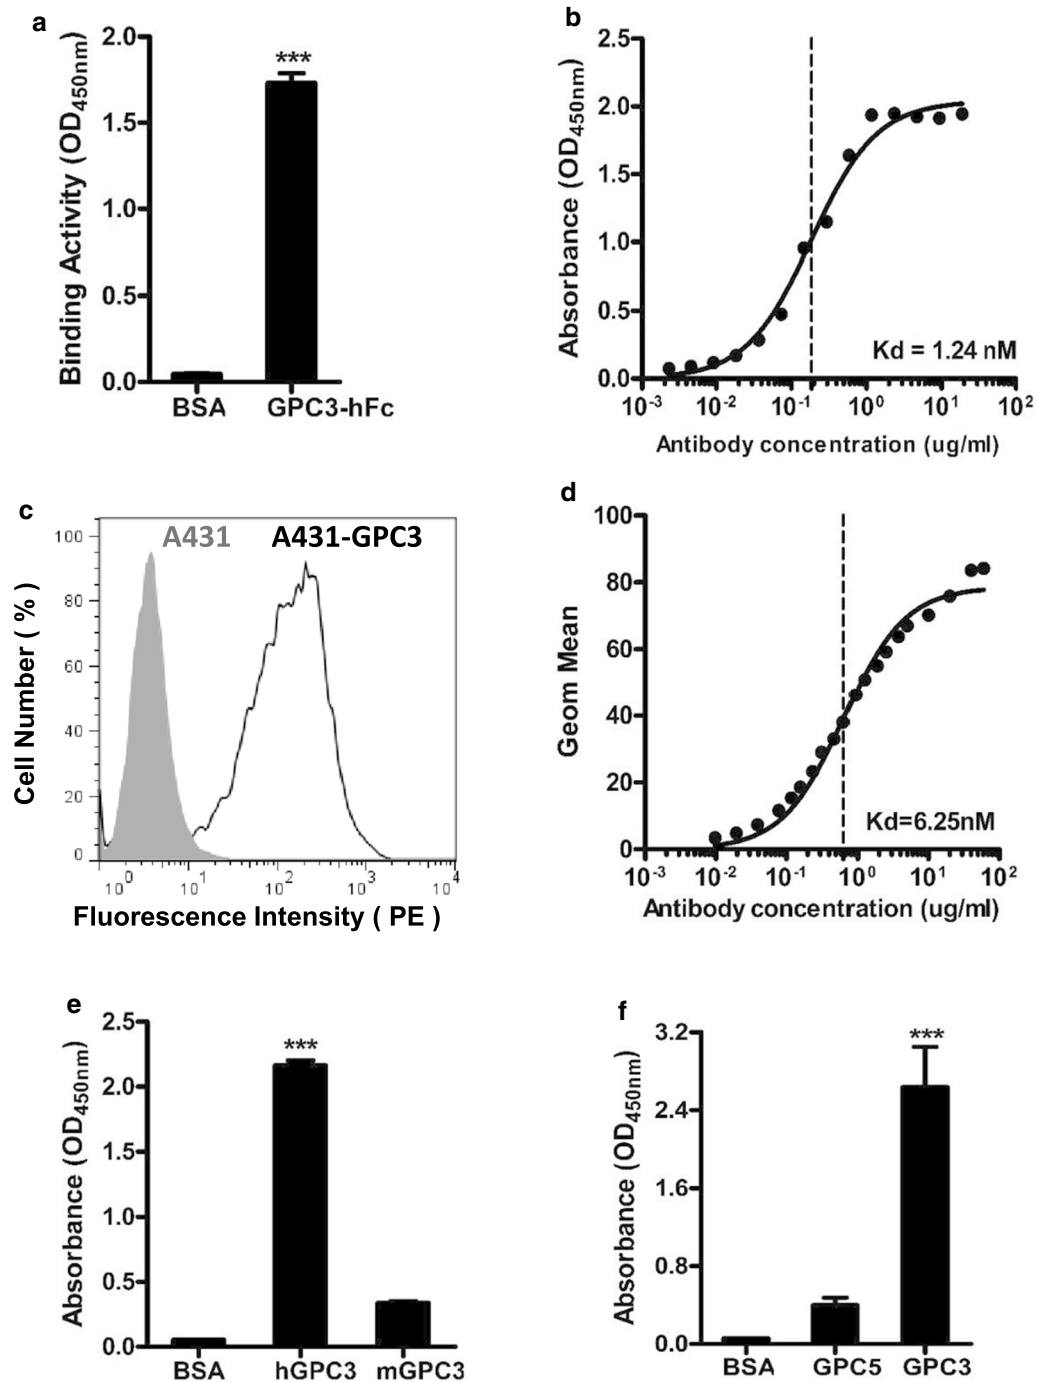 a
2.0
1.5
1.0
0.5
0.0
Binding Activity (OD450nm)
***
BSA GPC3-hFc
b
2.5
2.0
1.5
1.0
0.5
0.0
Absorbance (OD450nm)
Kd = 1.24 nM
10-3 10-2 10-1 100 101 102
Antibody concentration (ug/ml)
c
100
80
60
40
20
0
Cell Number ( % )
A431 A431-GPC3
100 101 102 103 104
Fluorescence Intensity ( PE )
d
100
80
60
40
20
0
Geom Mean
Kd=6.25nM
10-3 10-2 10-1 100 101 102
Antibody concentration (ug/ml)
e
2.5
2.0
1.5
1.0
0.5
0.0
Absorbance (OD450nm)
***
BSA hGPC3 mGPC3
f
3.2
2.4
1.6
0.8
0.0
Absorbance (OD450nm)
***
BSA GPC5 GPC3